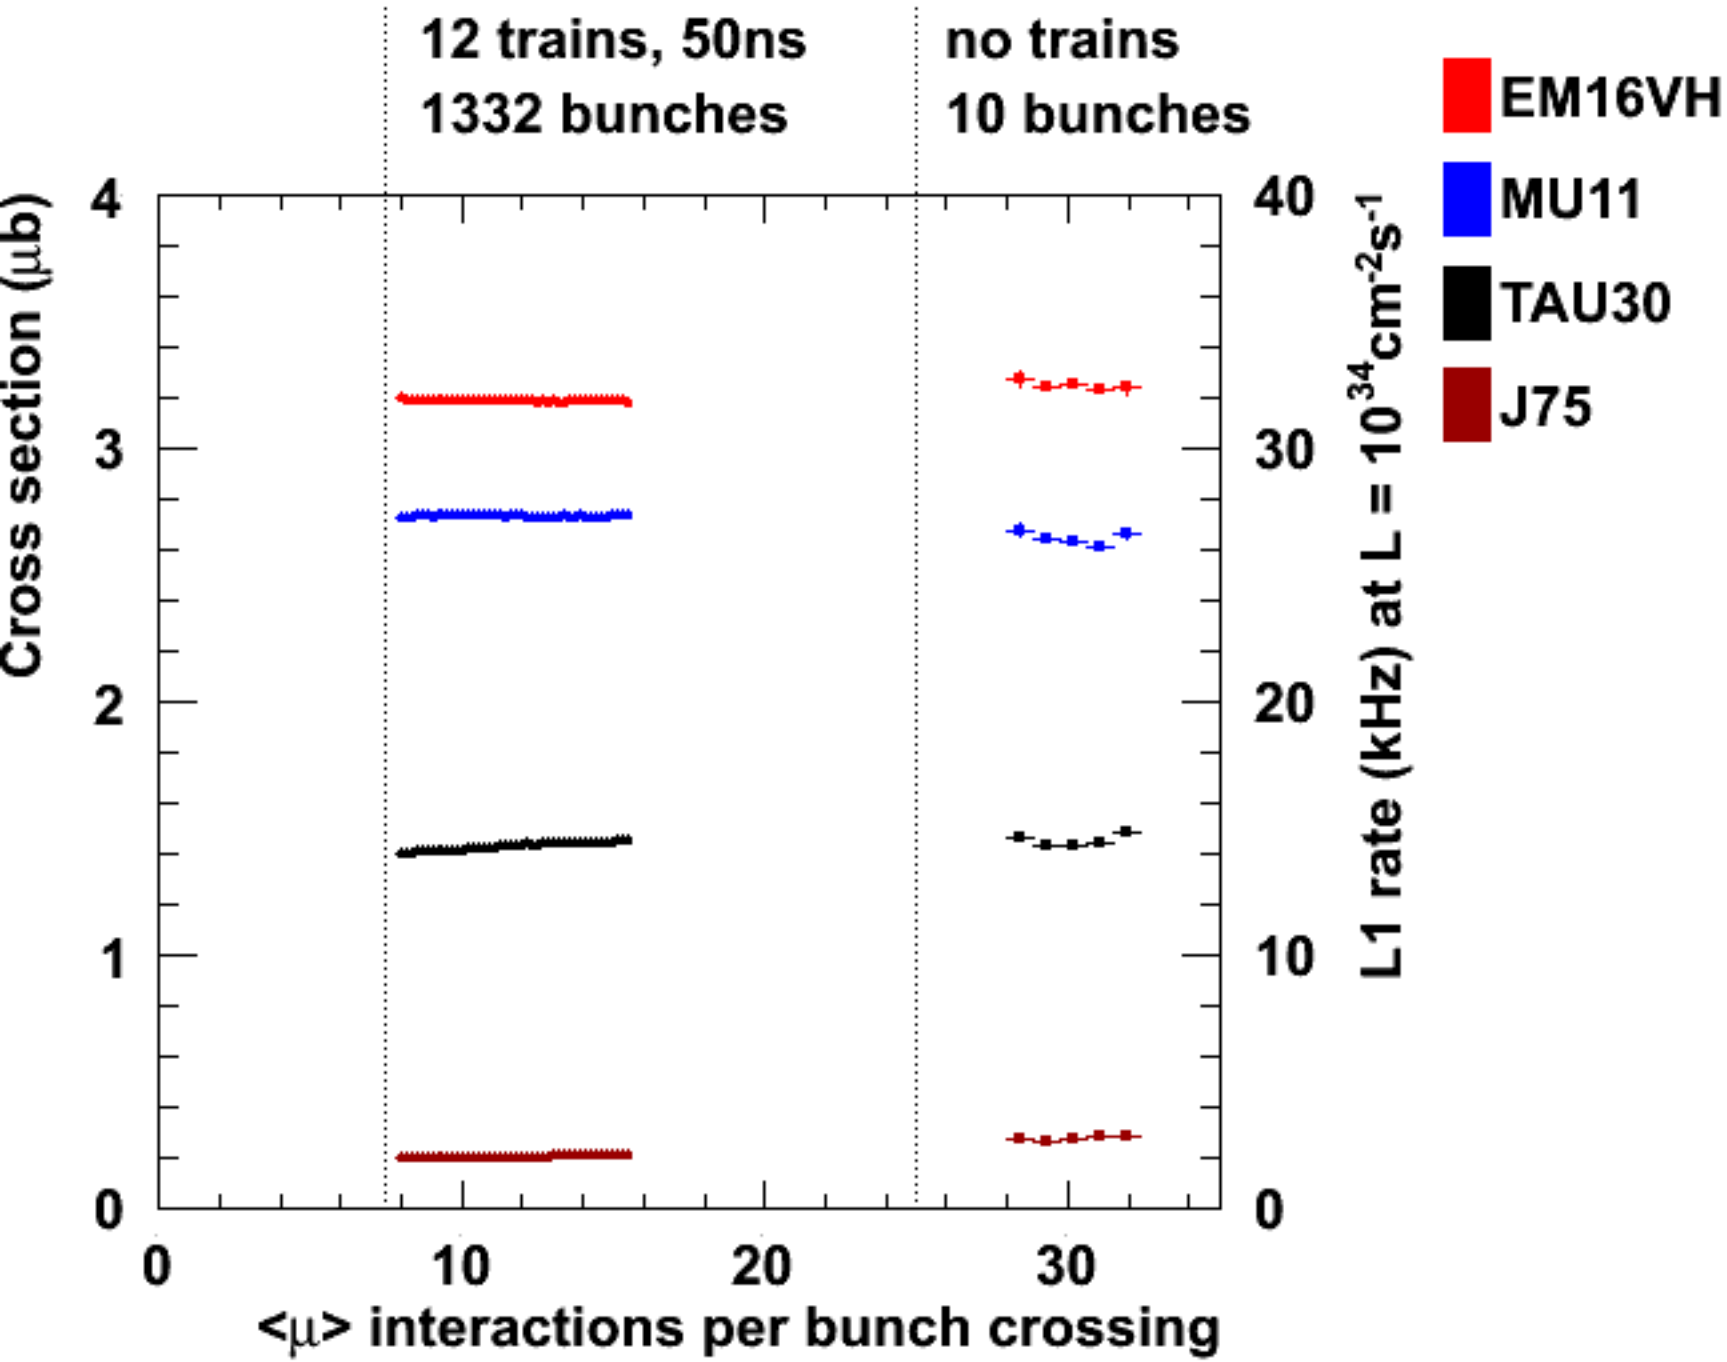 12 trains, 50ns
1332 bunches
no trains
10 bunches
EM16VH
MU11
TAU30
J75
Cross section (μb)
4
3
2
1
0
40
30
20
10
0
L1 rate (kHz) at L = 10³⁴cm⁻²s⁻¹
0 10 20 30
<μ> interactions per bunch crossing